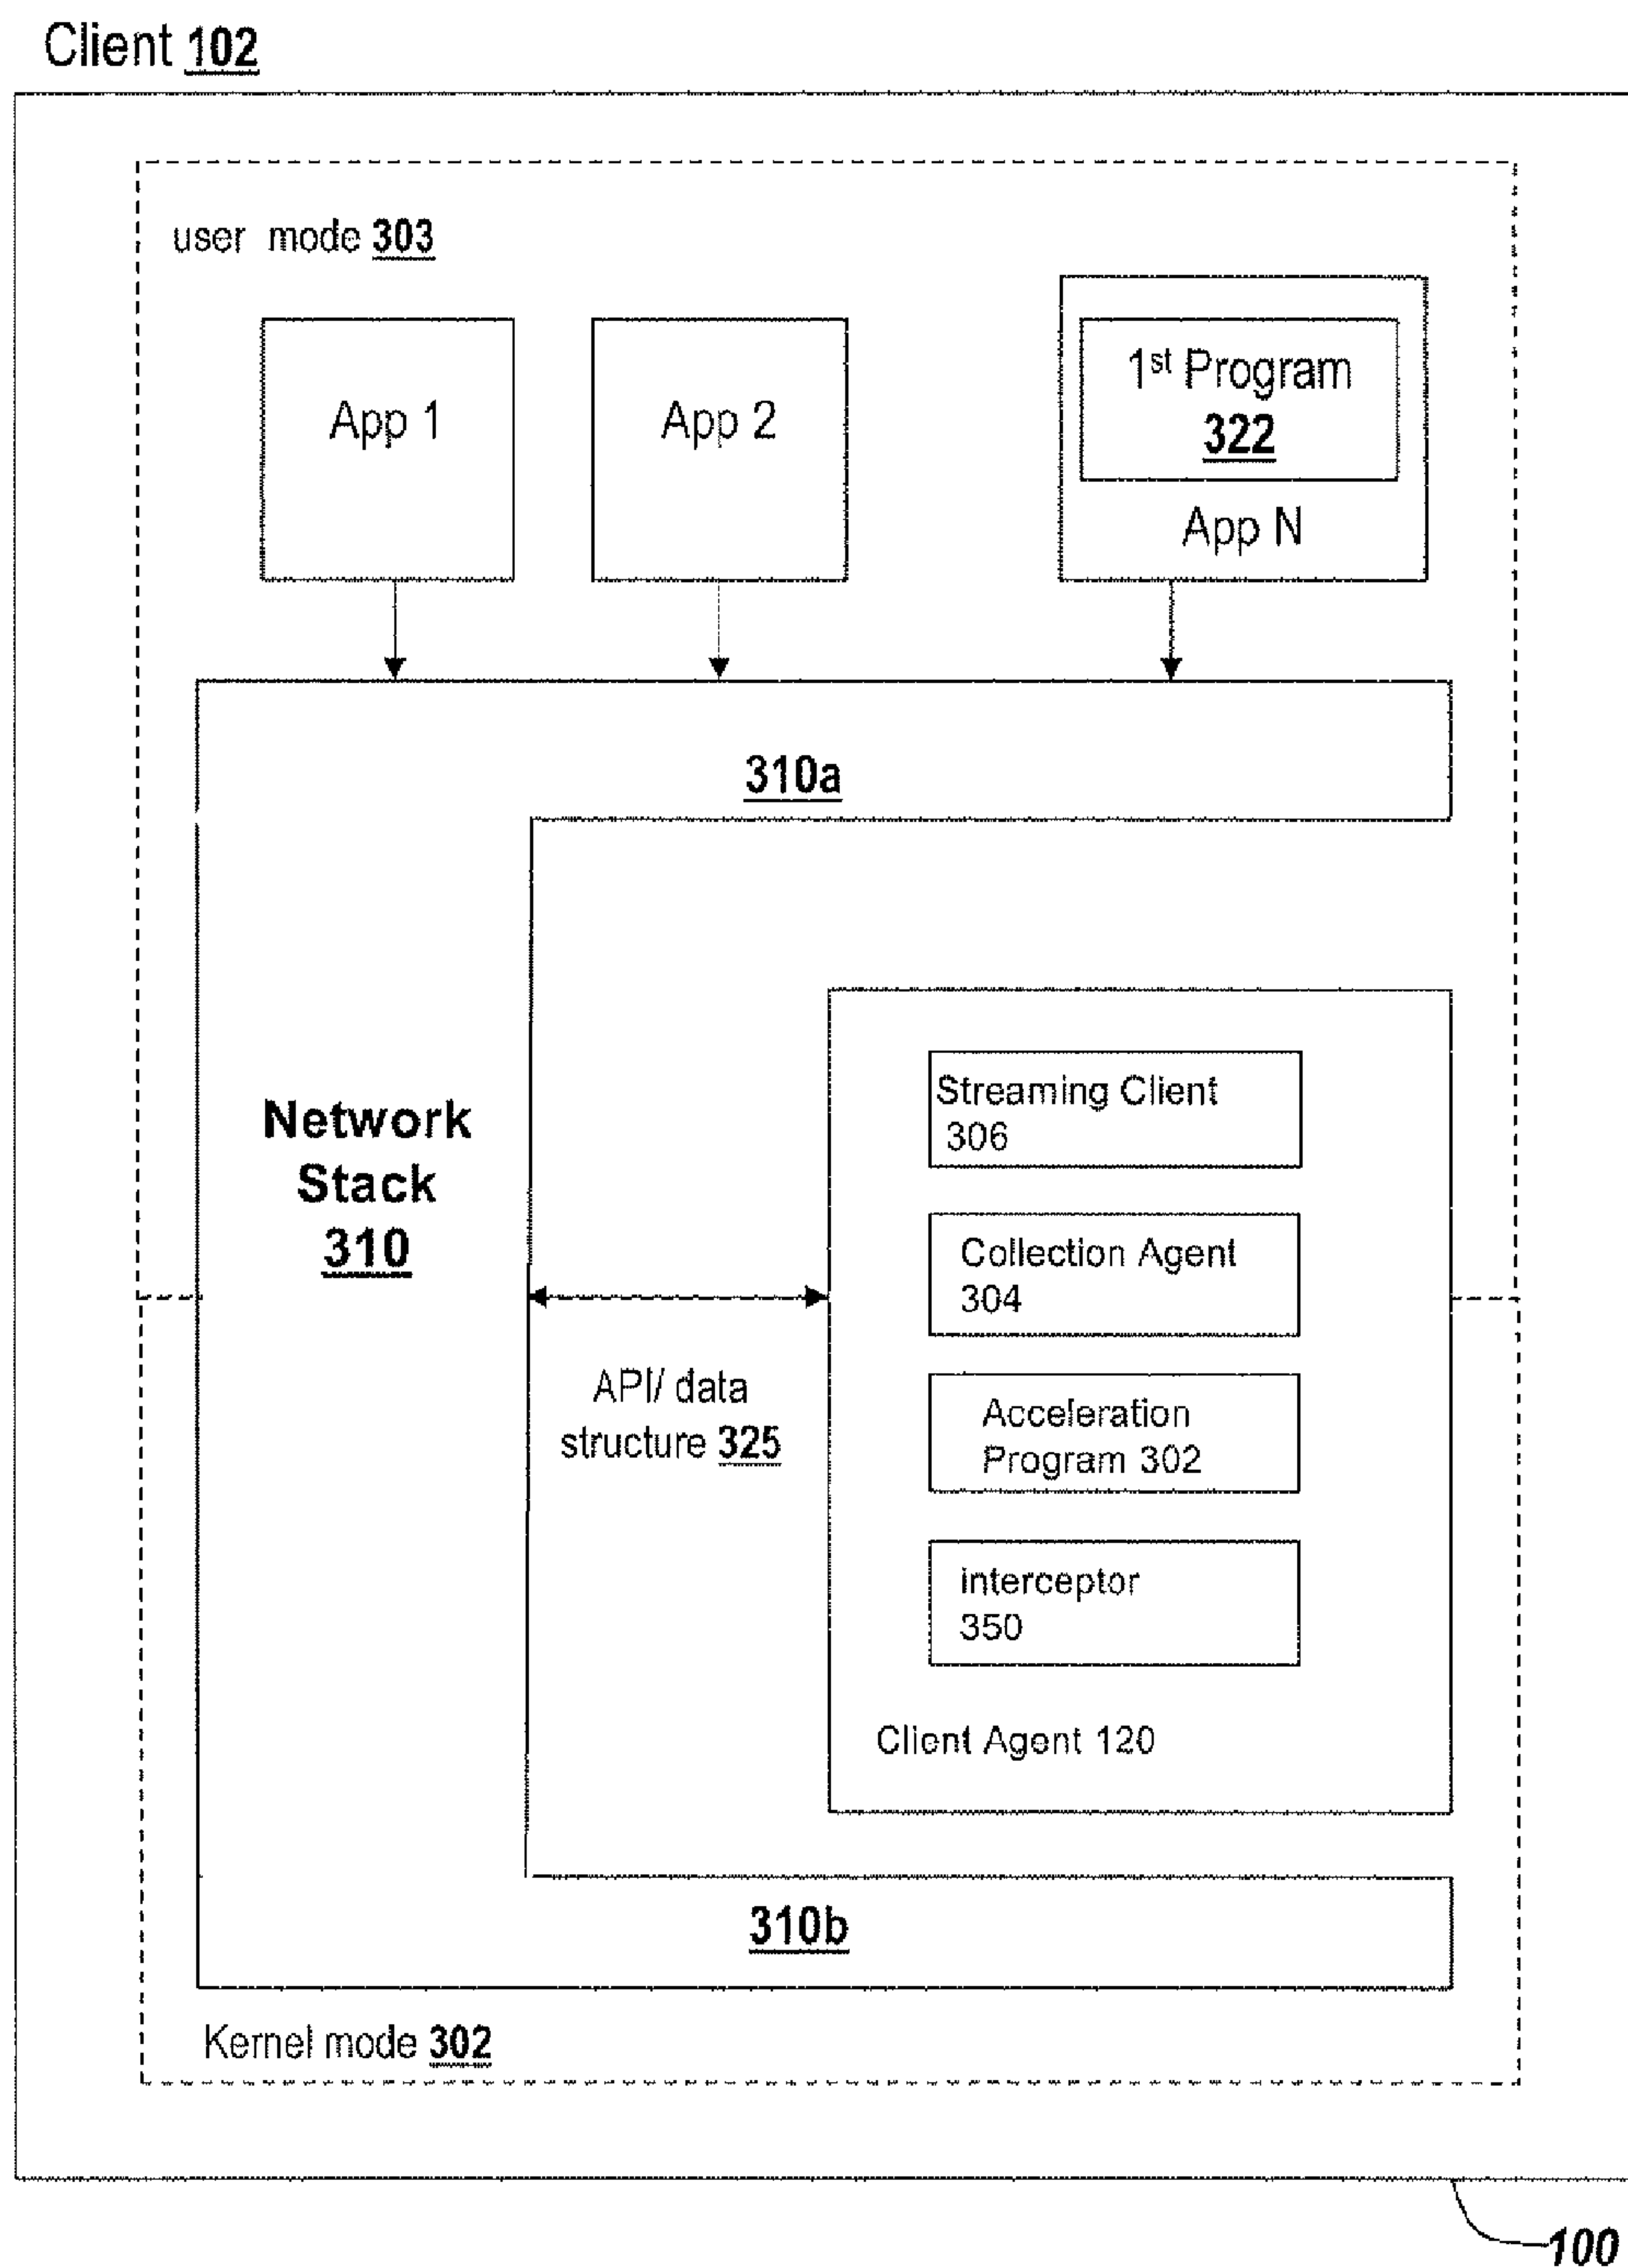 Client 102
user mode 303
App 1
App 2
1st Program
322
App N
310a
Network
Stack
310
Streaming Client
306
Collection Agent
304
API/ data
structure 325
Acceleration
Program 302
interceptor
350
Client Agent 120
310b
Kernel mode 302
100